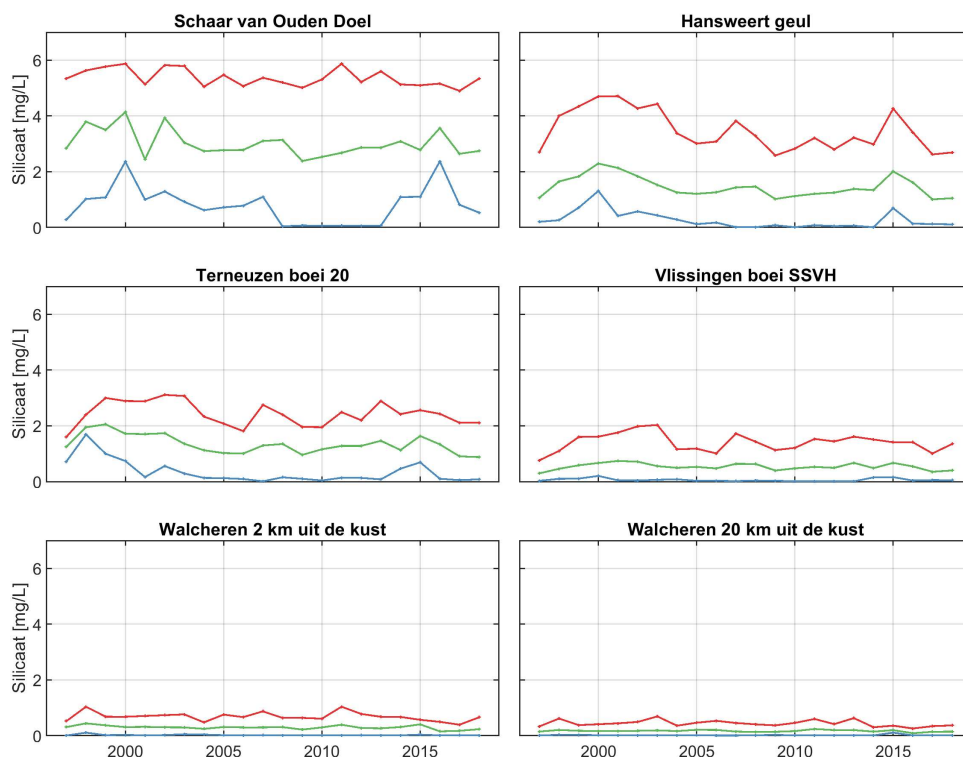 Schaar van Ouden Doel
Hansweert geul
Silicaat [mg/L]
6
4
2
0
Terneuzen boei 20
Vlissingen boei SSVH
Silicaat [mg/L]
6
4
2
0
Walcheren 2 km uit de kust
Walcheren 20 km uit de kust
Silicaat [mg/L]
6
4
2
0
2000 2005 2010 2015
2000 2005 2010 2015